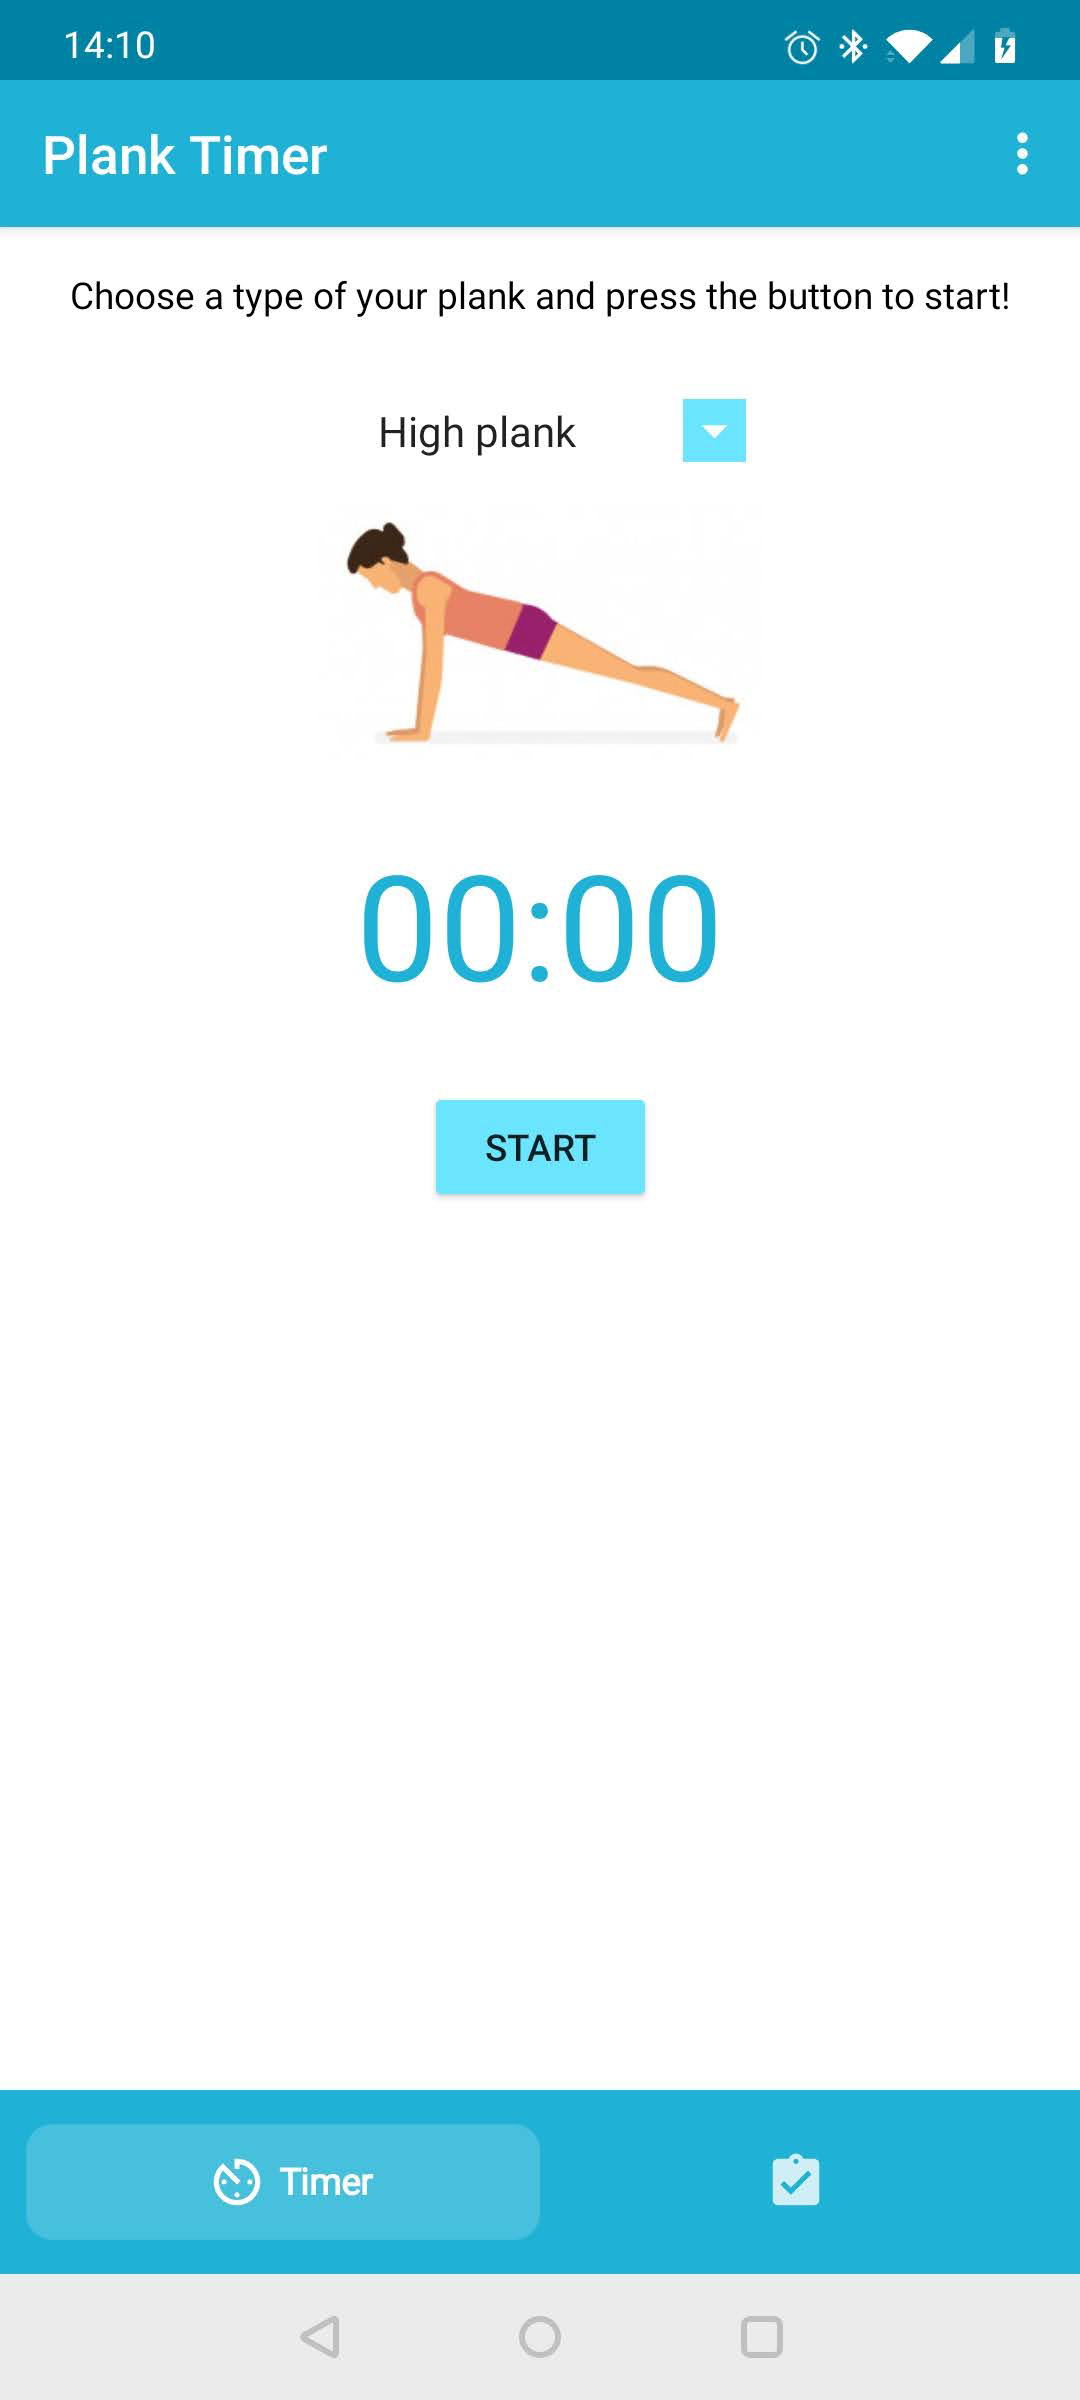 14:10
Plank Timer
Choose a type of your plank and press the button to start!
High plank
00:00
START
Timer